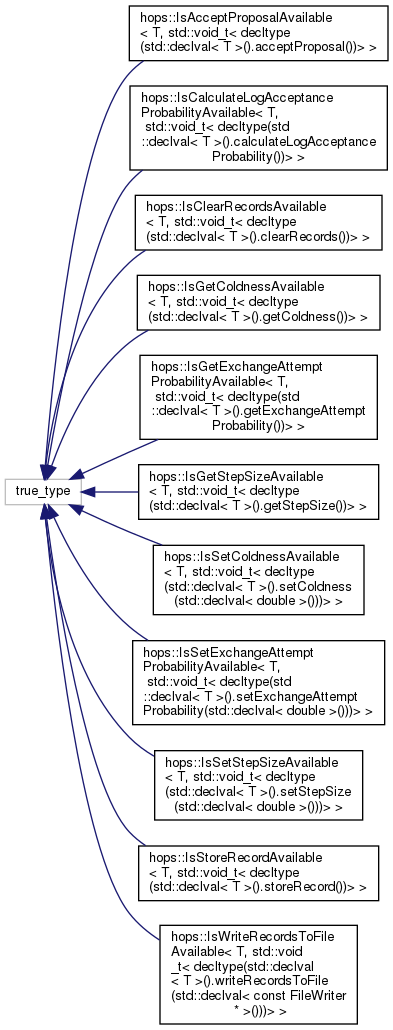 hops::IsAcceptProposalAvailable
< T, std::void_t< decltype
(std::declval< T >().acceptProposal())> >
hops::IsCalculateLogAcceptance
ProbabilityAvailable< T,
std::void_t< decltype(std
::declval< T >().calculateLogAcceptance
Probability())> >
hops::IsClearRecordsAvailable
< T, std::void_t< decltype
(std::declval< T >().clearRecords())> >
hops::IsGetColdnessAvailable
< T, std::void_t< decltype
(std::declval< T >().getColdness())> >
hops::IsGetExchangeAttempt
ProbabilityAvailable< T,
std::void_t< decltype(std
::declval< T >().getExchangeAttempt
Probability())> >
hops::IsGetStepSizeAvailable
< T, std::void_t< decltype
(std::declval< T >().getStepSize())> >
true_type
hops::IsSetColdnessAvailable
< T, std::void_t< decltype
(std::declval< T >().setColdness
(std::declval< double >()))> >
hops::IsSetExchangeAttempt
ProbabilityAvailable< T,
std::void_t< decltype(std
::declval< T >().setExchangeAttempt
Probability(std::declval< double >()))> >
hops::IsSetStepSizeAvailable
< T, std::void_t< decltype
(std::declval< T >().setStepSize
(std::declval< double >()))> >
hops::IsStoreRecordAvailable
< T, std::void_t< decltype
(std::declval< T >().storeRecord())> >
hops::IsWriteRecordsToFile
Available< T, std::void
_t< decltype(std::declval
< T >().writeRecordsToFile
(std::declval< const FileWriter
* >()))> >